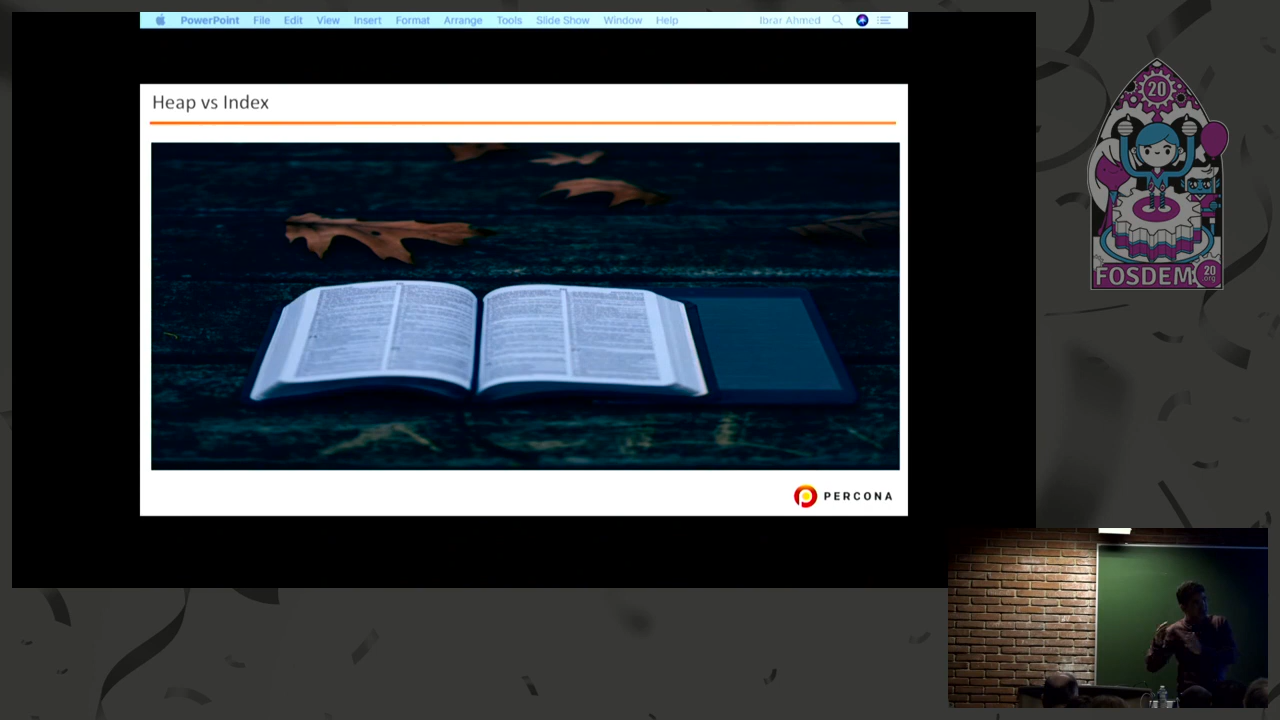 PowerPoint File Edit View Insert Format Arrange Tools Slide Show Window Help Ibrar Ahmed
Heap vs Index
PERCONA
20
FOSDEM
20
.org